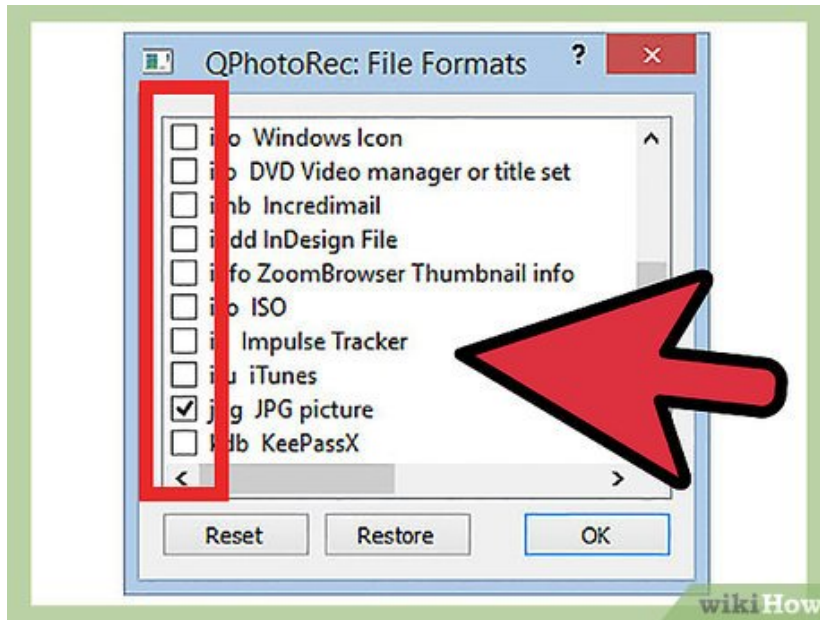 QPhotoRec: File Formats ?
Windows Icon
DVD Video manager or title set
Incredimail
InDesign File
ZoomBrowser Thumbnail info
ISO
Impulse Tracker
iTunes
JPG picture
KeePassX
Reset Restore OK
wikiHow